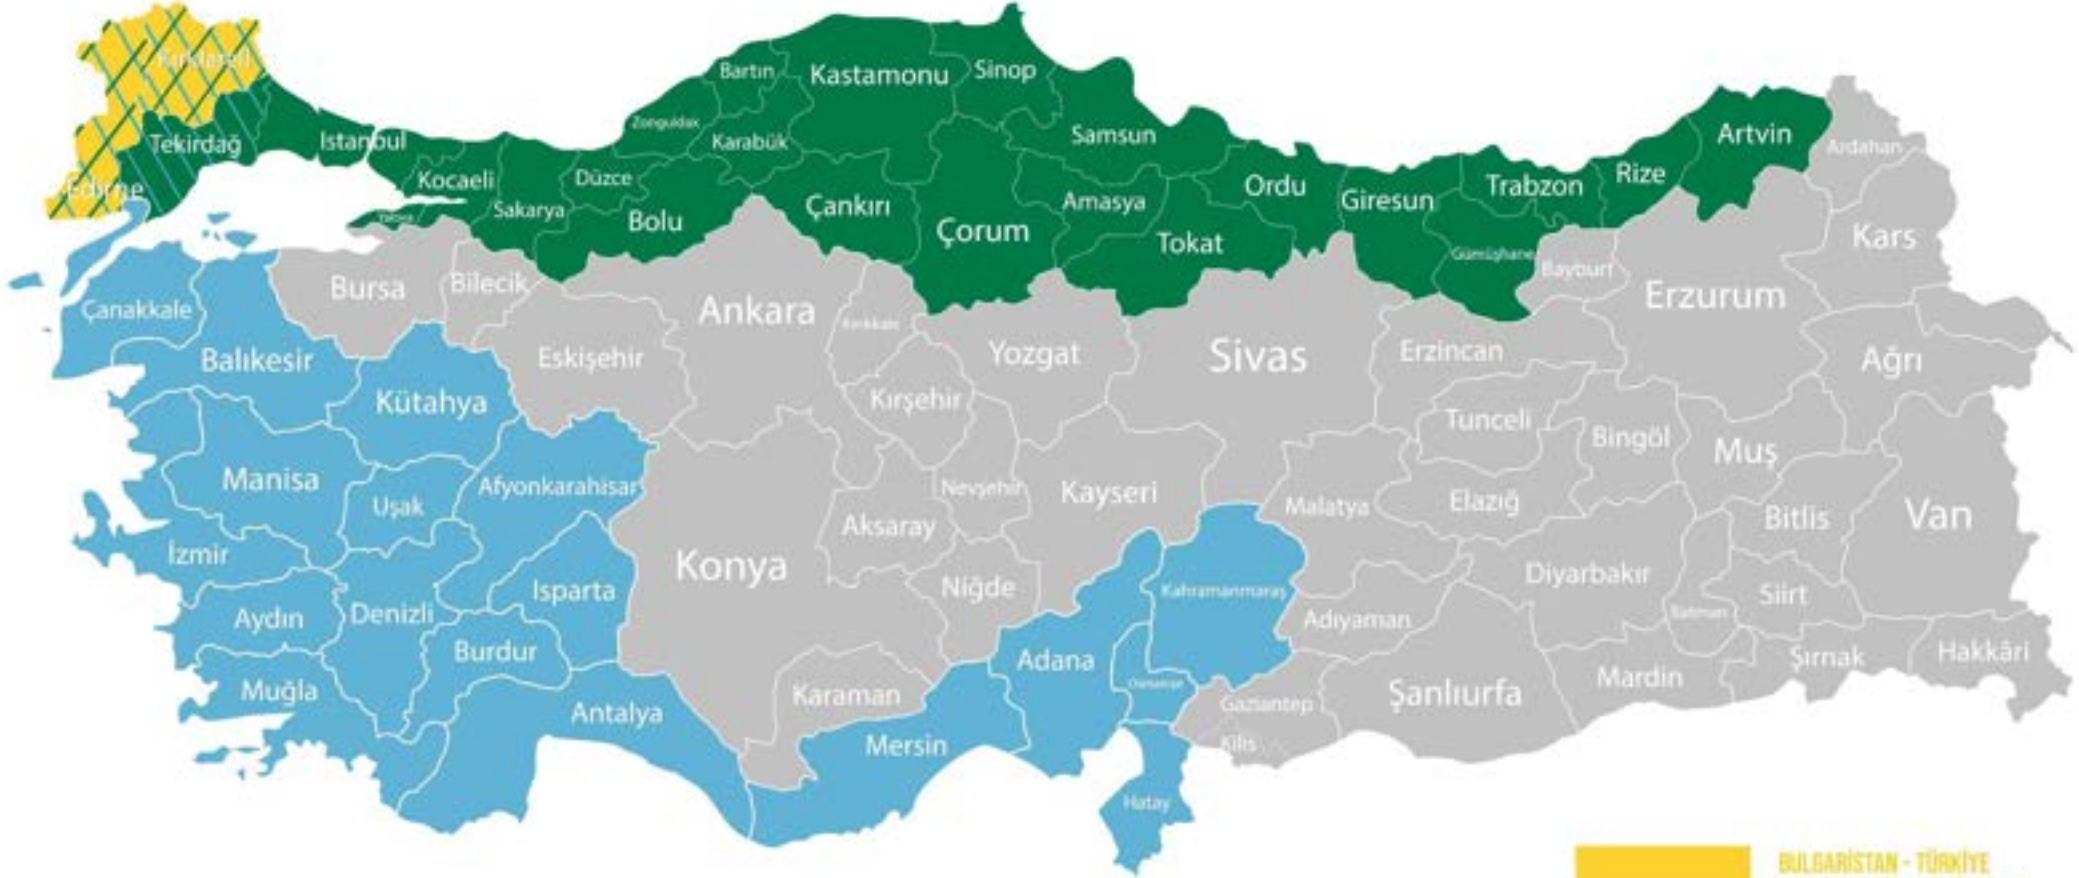 Kırklareli
Tekirdağ
Edirne
Istanbul
Kocaeli
Yalova
Sakarya
Düzce
Bolu
Zonguldak
Bartın
Karabük
Kastamonu
Sinop
Çankırı
Çorum
Samsun
Amasya
Tokat
Ordu
Giresun
Trabzon
Gümüşhane
Rize
Artvin
Ardahan
Kars
Bayburt
Erzurum
Çanakkale
Balıkesir
Bursa
Bilecik
Eskişehir
Ankara
Kırıkkale
Kırşehir
Yozgat
Sivas
Erzincan
Tunceli
Bingöl
Muş
Ağrı
Kütahya
Manisa
Uşak
Afyonkarahisar
Konya
Aksaray
Nevşehir
Kayseri
Niğde
Malatya
Elazığ
Bitlis
Van
İzmir
Aydın
Denizli
Isparta
Burdur
Muğla
Antalya
Karaman
Mersin
Adana
Osmaniye
Kahramanmaraş
Hatay
Adıyaman
Gaziantep
Kilis
Şanlıurfa
Diyarbakır
Mardin
Batman
Siirt
Şırnak
Hakkâri
BULGARİSTAN - TÜRKİYE